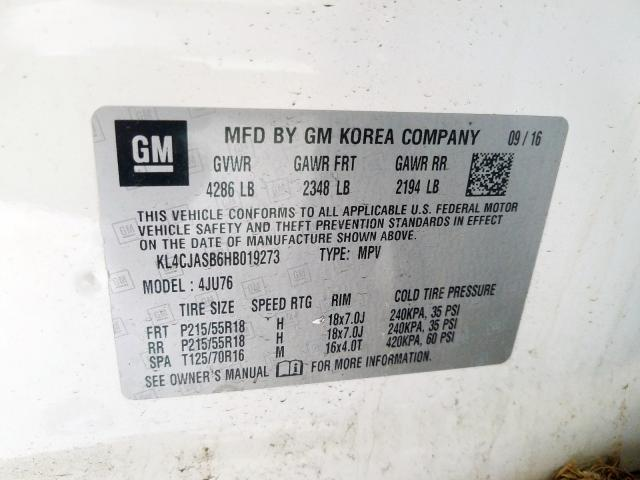 GM MFD BY GM KOREA COMPANY 09/16
GVWR GAWR FRT GAWR RR
4286 LB 2348 LB 2194 LB
THIS VEHICLE CONFORMS TO ALL APPLICABLE U.S. FEDERAL MOTOR
VEHICLE SAFETY AND THEFT PREVENTION STANDARDS IN EFFECT
ON THE DATE OF MANUFACTURE SHOWN ABOVE.
KL4CJASB6HB019273 TYPE: MPV
MODEL : 4JU76
TIRE SIZE SPEED RTG RIM COLD TIRE PRESSURE
FRT P215/55R18 H 18x7.0J 240KPA, 35 PSI
RR P215/55R18 H 18x7.0J 240KPA, 35 PSI
SPA T125/70R16 M 16x4.0T 420KPA, 60 PSI
SEE OWNER'S MANUAL FOR MORE INFORMATION.